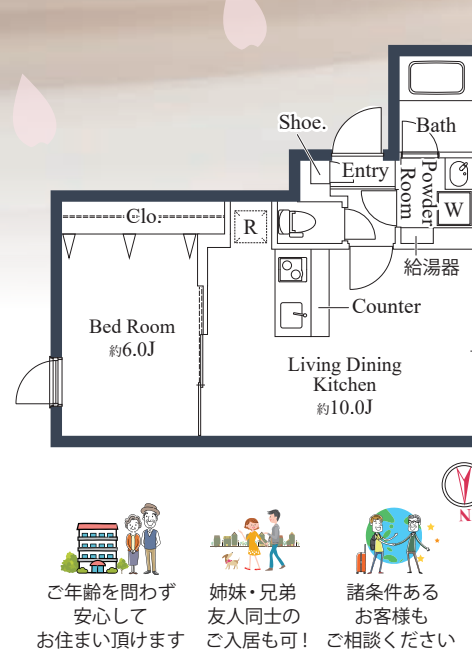 Shoe.
Bath
Entry
Powder
Room
W
Clo.
R
給湯器
Counter
Bed Room
約6.0J
Living Dining
Kitchen
約10.0J
N
ご年齢を問わず
安心して
お住まい頂けます
姉妹・兄弟
友人同士の
ご入居も可！
諸条件ある
お客様も
ご相談ください